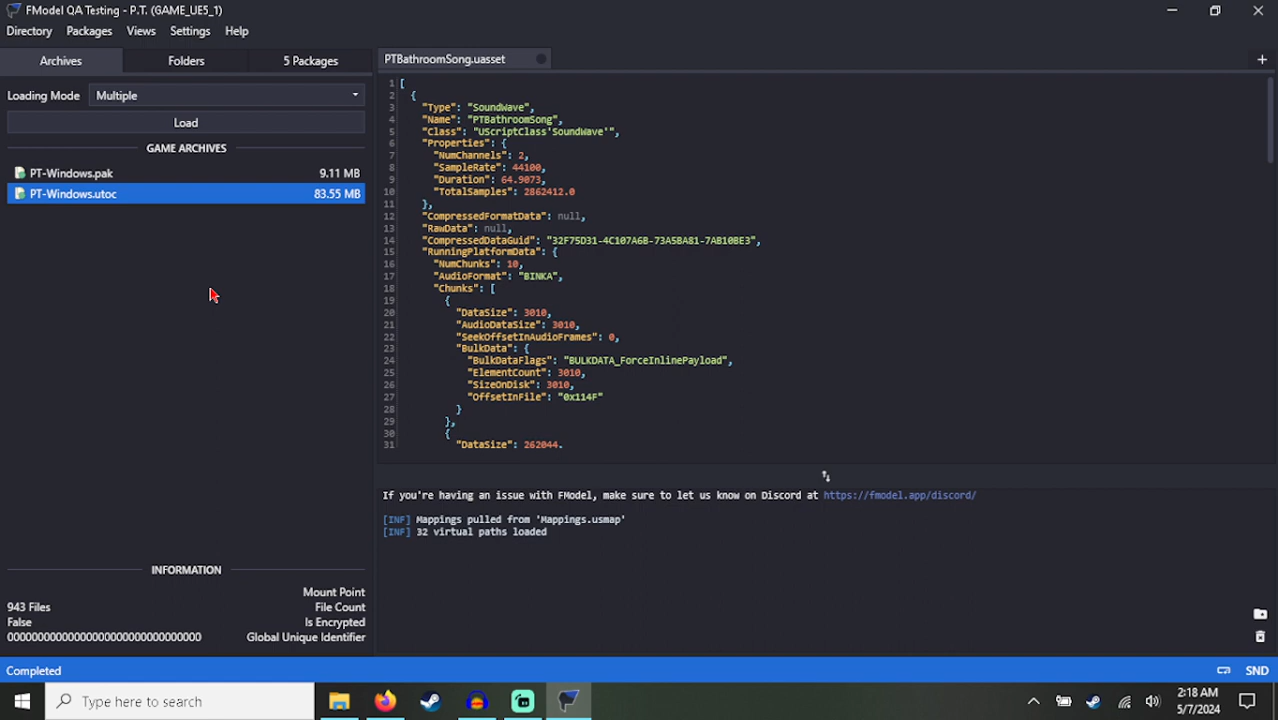 FModel QA Testing - P.T. (GAME_UE5_1)
Directory Packages Views Settings Help
Archives Folders 5 Packages
Loading Mode Multiple
Load
GAME ARCHIVES
PT-Windows.pak 9.11 MB
PT-Windows.utoc 83.55 MB
INFORMATION
Mount Point
943 Files File Count
False Is Encrypted
00000000000000000000000000000000 Global Unique Identifier
PTBathroomSong.uasset
1 [
2 {
3 "Type": "SoundWave",
4 "Name": "PTBathroomSong",
5 "Class": "UScriptClass'SoundWave'",
6 "Properties": {
7 "NumChannels": 2,
8 "SampleRate": 44100,
9 "Duration": 64.9073,
10 "TotalSamples": 2862412.0
11 },
12 "CompressedFormatData": null,
13 "RawData": null,
14 "CompressedDataGuid": "32F75D31-4C107A6B-73A5BA81-7AB10BE3",
15 "RunningPlatformData": {
16 "NumChunks": 10,
17 "AudioFormat": "BINKA",
18 "Chunks": [
19 {
20 "DataSize": 3010,
21 "AudioDataSize": 3010,
22 "SeekOffsetInAudioFrames": 0,
23 "BulkData": {
24 "BulkDataFlags": "BULKDATA_ForceInlinePayload",
25 "ElementCount": 3010,
26 "SizeOnDisk": 3010,
27 "OffsetInFile": "0x114F"
28 }
29 },
30 {
31 "DataSize": 262044,
If you're having an issue with FModel, make sure to let us know on Discord at https://fmodel.app/discord/
[INF] Mappings pulled from 'Mappings.usmap'
[INF] 32 virtual paths loaded
Completed SND
Type here to search
2:18 AM
5/7/2024